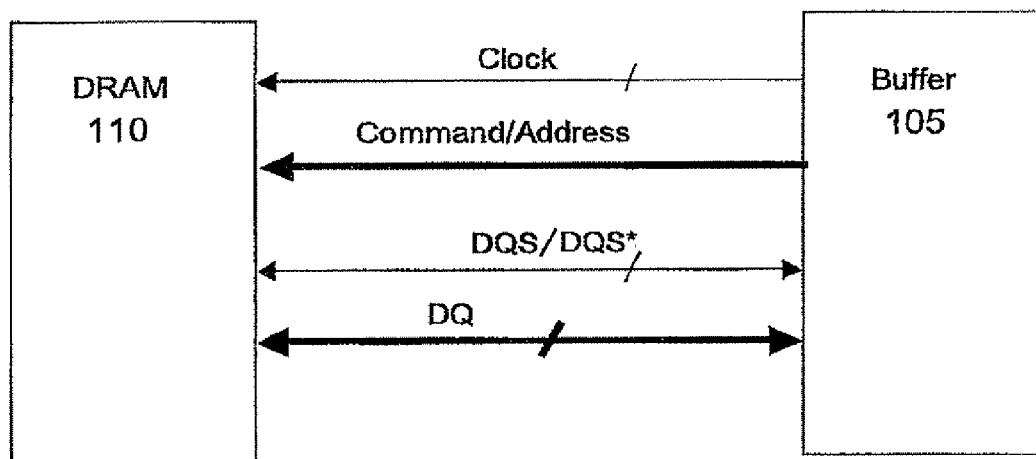 DRAM
110
Clock
Command/Address
DQS/DQS*
DQ
Buffer
105